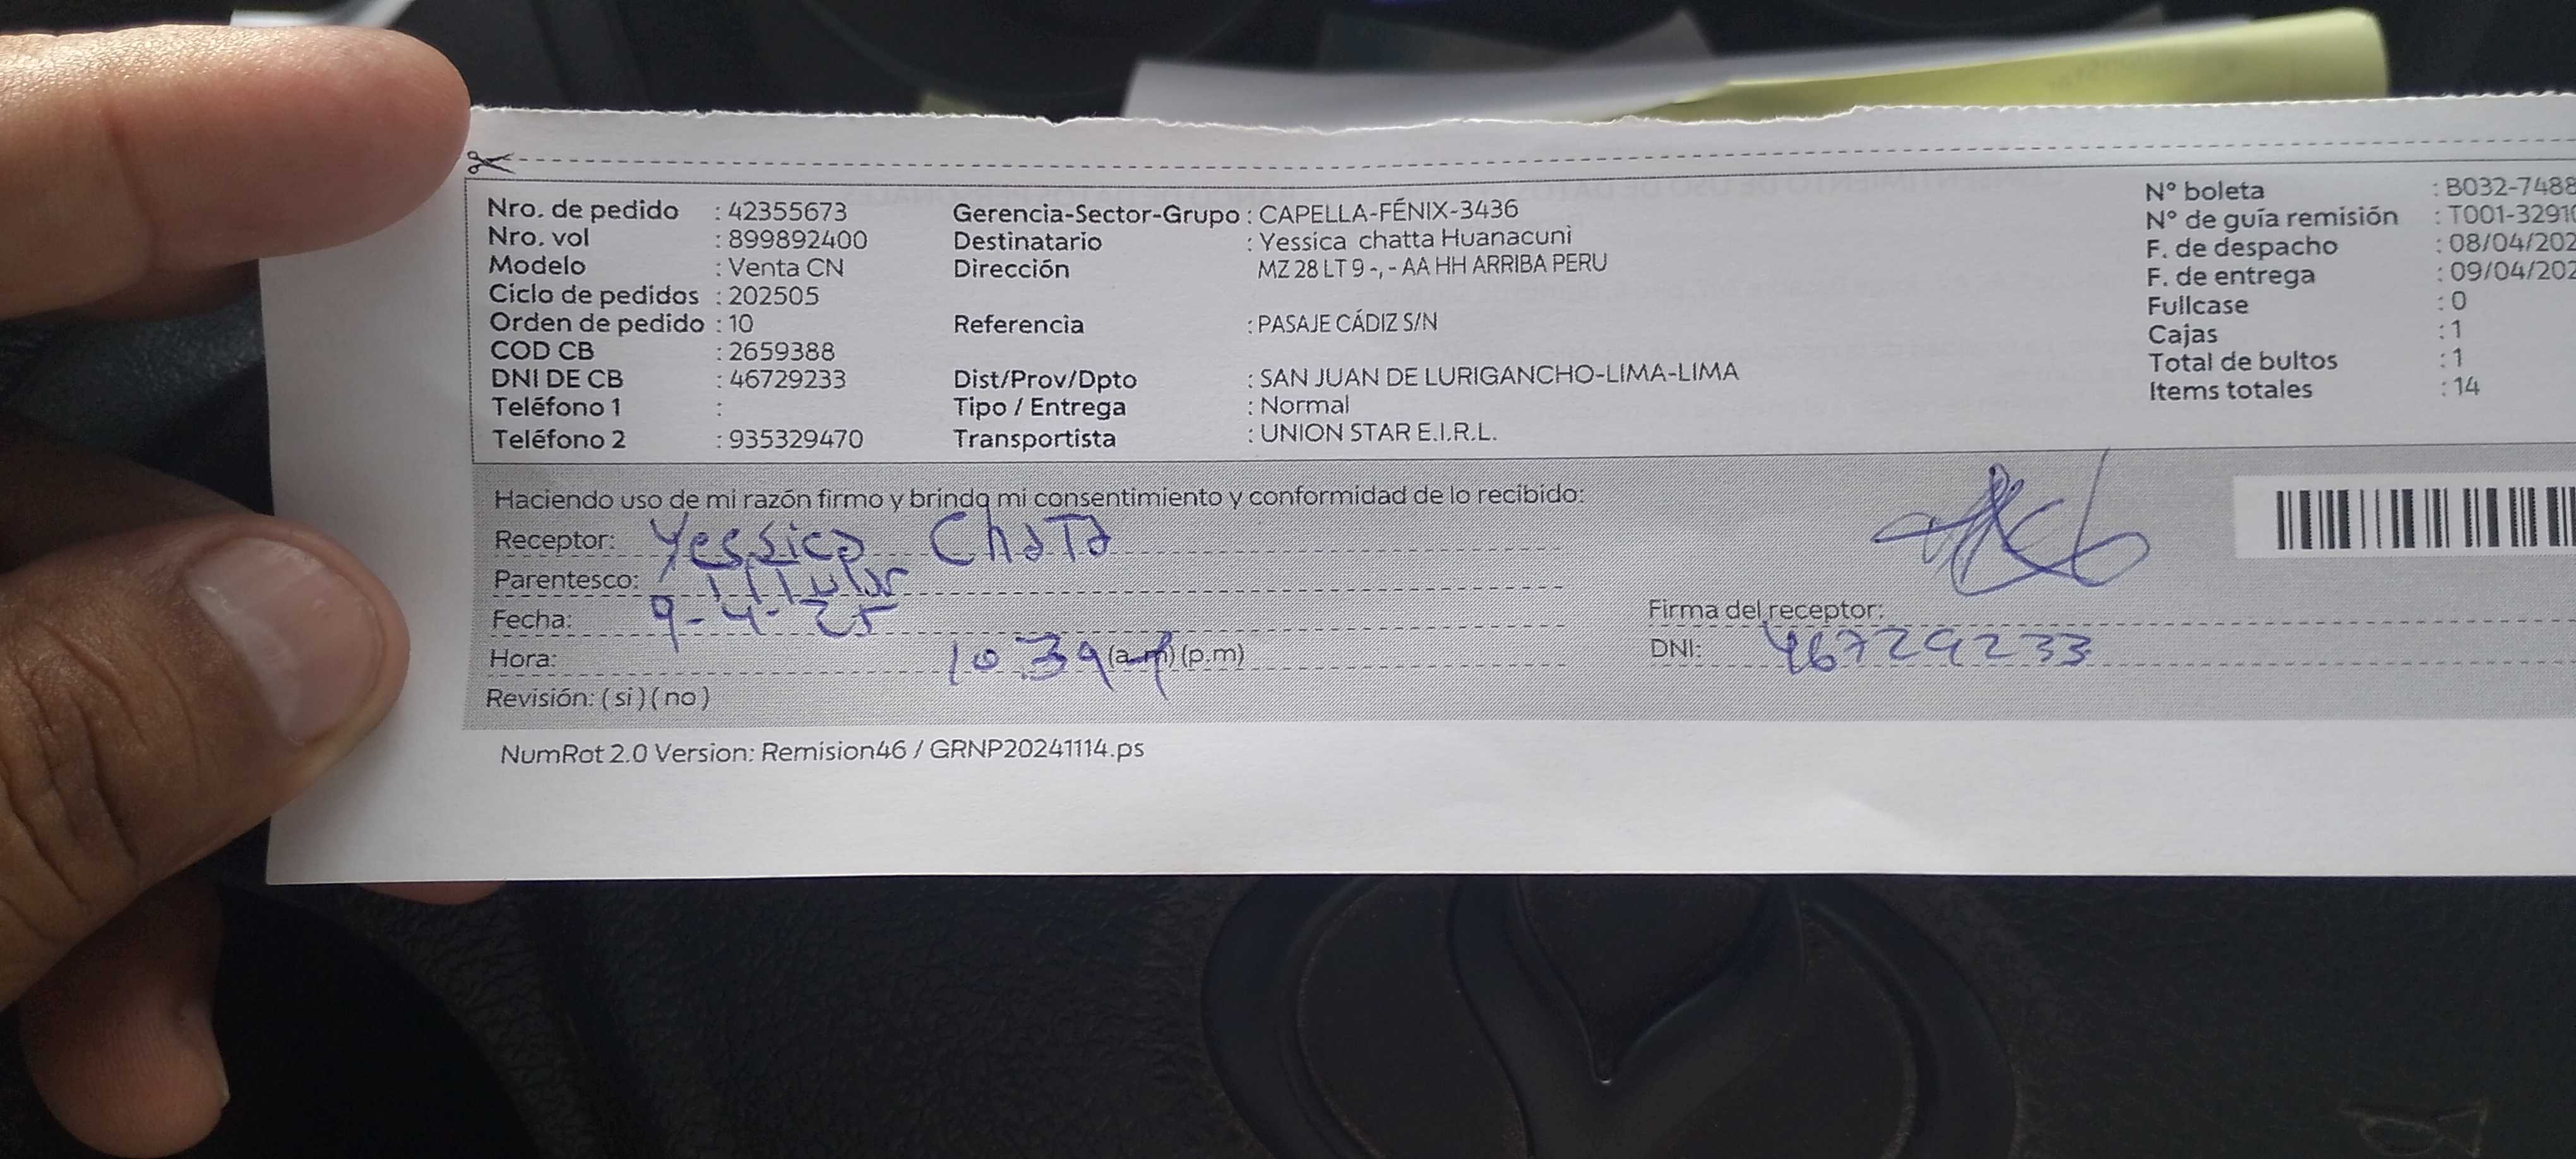 Nro. de pedido : 42355673 Gerencia-Sector-Grupo : CAPELLA-FÉNIX-3436 N° boleta : B032-7488
Nro. vol : 899892400 Destinatario : Yessica chatta Huanacuni N° de guía remisión : T001-3291
Modelo : Venta CN Dirección MZ 28 LT 9 -, - AA HH ARRIBA PERU F. de despacho : 08/04/202
Ciclo de pedidos : 202505 F. de entrega : 09/04/202
Orden de pedido : 10 Referencia : PASAJE CÁDIZ S/N Fullcase : 0
COD CB : 2659388 Cajas : 1
DNI DE CB : 46729233 Dist/Prov/Dpto : SAN JUAN DE LURIGANCHO-LIMA-LIMA Total de bultos : 1
Teléfono 1 : Tipo / Entrega : Normal Items totales : 14
Teléfono 2 : 935329470 Transportista : UNION STAR E.I.R.L.
Haciendo uso de mi razón firmo y brindo mi consentimiento y conformidad de lo recibido:
Receptor: Yessica Chata
Parentesco: Titular
Fecha: 9-4-25 Firma del receptor:
Hora: 10 39 (a.m) (p.m) DNI: 46729233
Revisión: ( si ) ( no )
NumRot 2.0 Version: Remision46 / GRNP20241114.ps